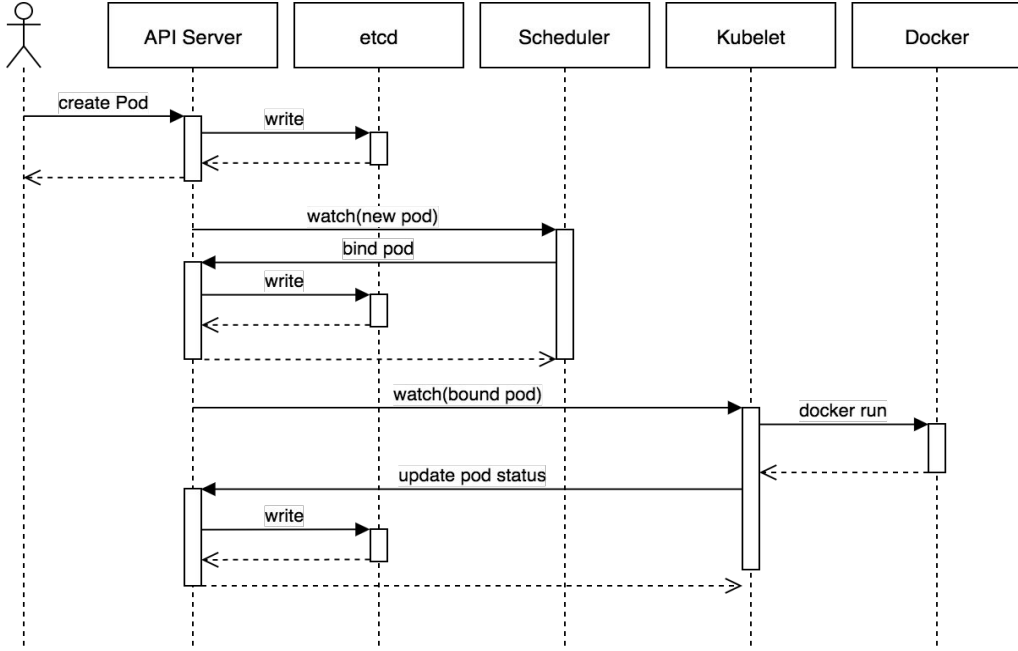 API Server
etcd
Scheduler
Kubelet
Docker
create Pod
write
watch(new pod)
bind pod
write
watch(bound pod)
docker run
update pod status
write